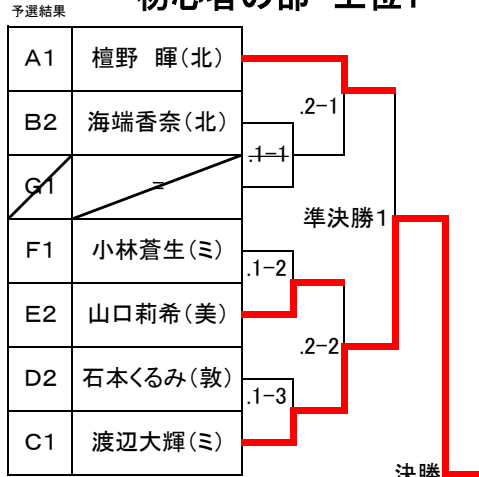 初心者の部 上位1
予選結果
A1 檀野 暉(北)
.2-1
B2 海端香奈(北)
.1-1
G1 =
準決勝1
F1 小林蒼生(ミ)
.1-2
E2 山口莉希(美)
.2-2
D2 石本くるみ(敦)
.1-3
C1 渡辺大輝(ミ)
決勝